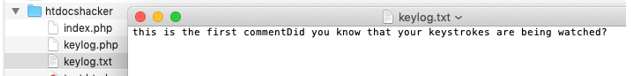 htdocshacker
index.php
keylog.php
keylog.txt
keylog.txt
this is the first commentDid you know that your keystrokes are being watched?